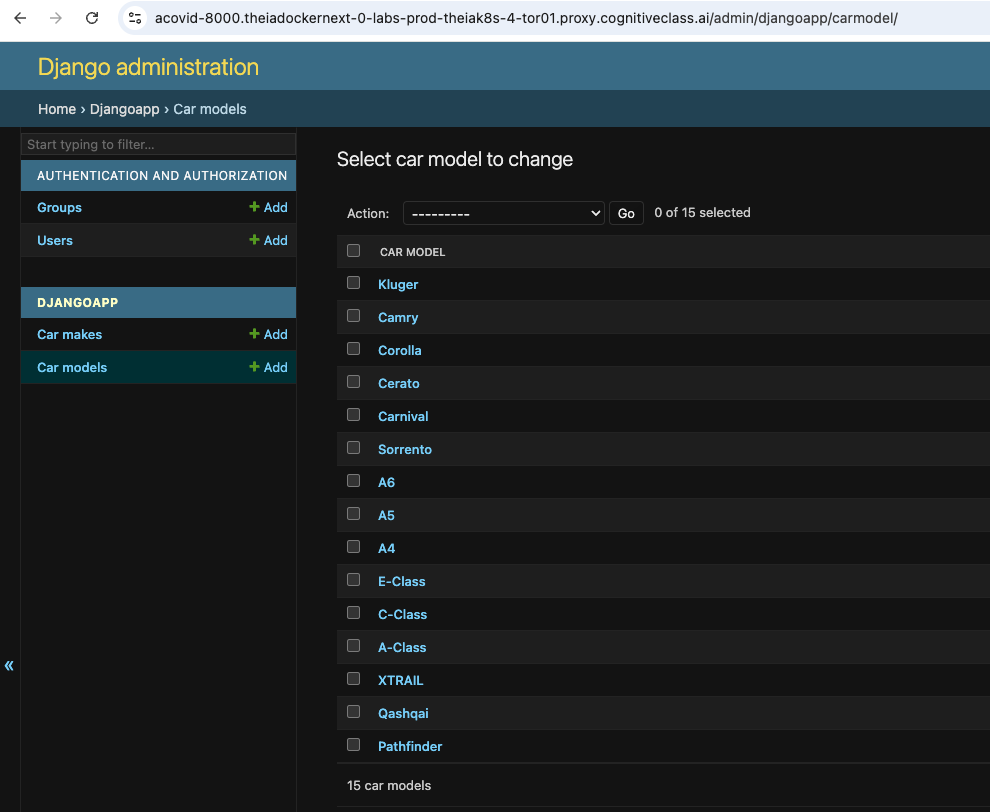 acovid-8000.theiadockernext-0-labs-prod-theiak8s-4-tor01.proxy.cognitiveclass.ai/admin/djangoapp/carmodel/
Django administration
Home › Djangoapp › Car models
Start typing to filter...
AUTHENTICATION AND AUTHORIZATION
Groups + Add
Users + Add
DJANGOAPP
Car makes + Add
Car models + Add
«
Select car model to change
Action: --------- Go 0 of 15 selected
CAR MODEL
Kluger
Camry
Corolla
Cerato
Carnival
Sorrento
A6
A5
A4
E-Class
C-Class
A-Class
XTRAIL
Qashqai
Pathfinder
15 car models